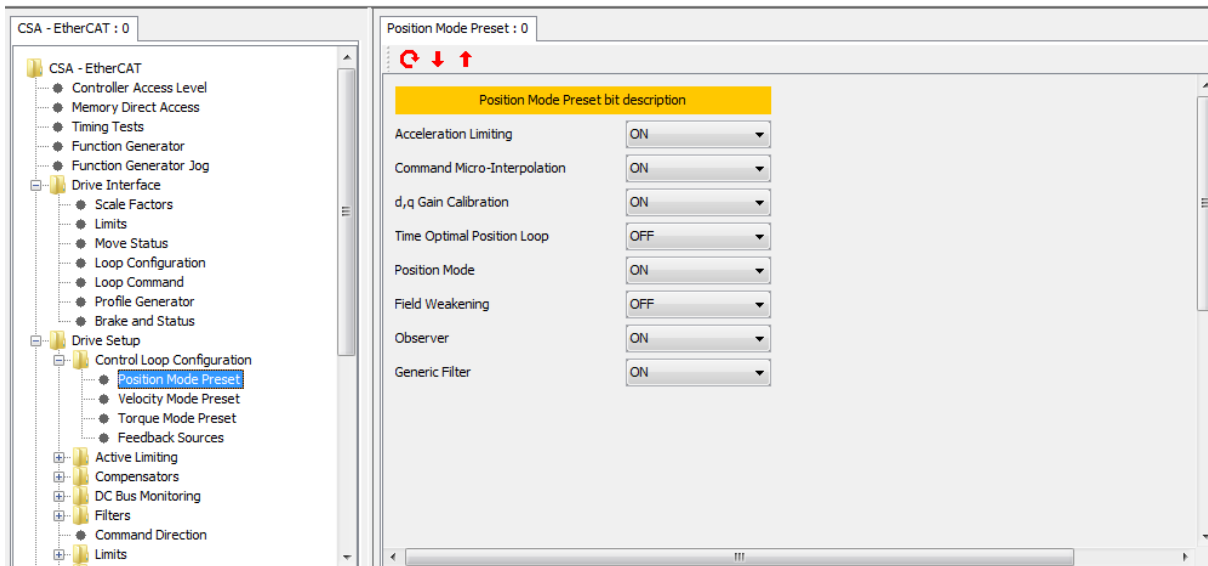 CSA - EtherCAT : 0
CSA - EtherCAT
Controller Access Level
Memory Direct Access
Timing Tests
Function Generator
Function Generator Jog
Drive Interface
Scale Factors
Limits
Move Status
Loop Configuration
Loop Command
Profile Generator
Brake and Status
Drive Setup
Control Loop Configuration
Position Mode Preset
Velocity Mode Preset
Torque Mode Preset
Feedback Sources
Active Limiting
Compensators
DC Bus Monitoring
Filters
Command Direction
Limits
Position Mode Preset : 0
Position Mode Preset bit description
Acceleration Limiting ON
Command Micro-Interpolation ON
d,q Gain Calibration ON
Time Optimal Position Loop OFF
Position Mode ON
Field Weakening OFF
Observer ON
Generic Filter ON